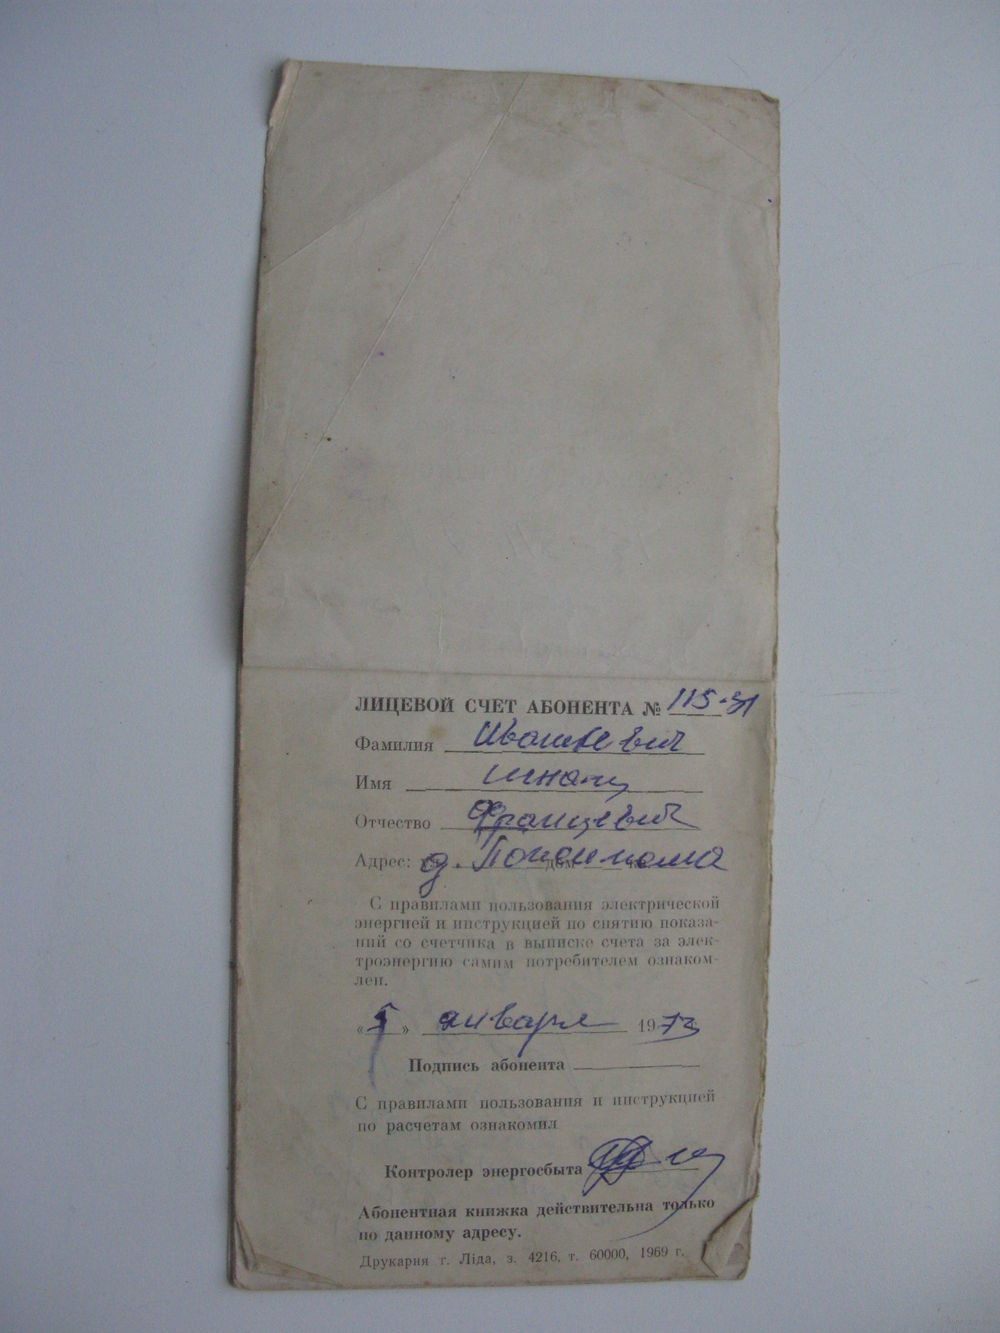 ЛИЦЕВОЙ СЧЕТ АБОНЕНТА № 115-31
Фамилия Ивашкевич
Имя Игнац
Отчество Францевич
Адрес: д.
С правилами пользования электрической
энергией и инструкцией по снятию показа-
ний со счетчика и выписке счета за элек-
троэнергию самим потребителем ознаком-
лен.
« » января 1973
Подпись абонента
С правилами пользования и инструкцией
по расчетам ознакомил
Контролер энергосбыта
Абонентная книжка действительна только
по данному адресу.
Друкарня г. Ліда, з. 4216, т. 60000, 1969 г.